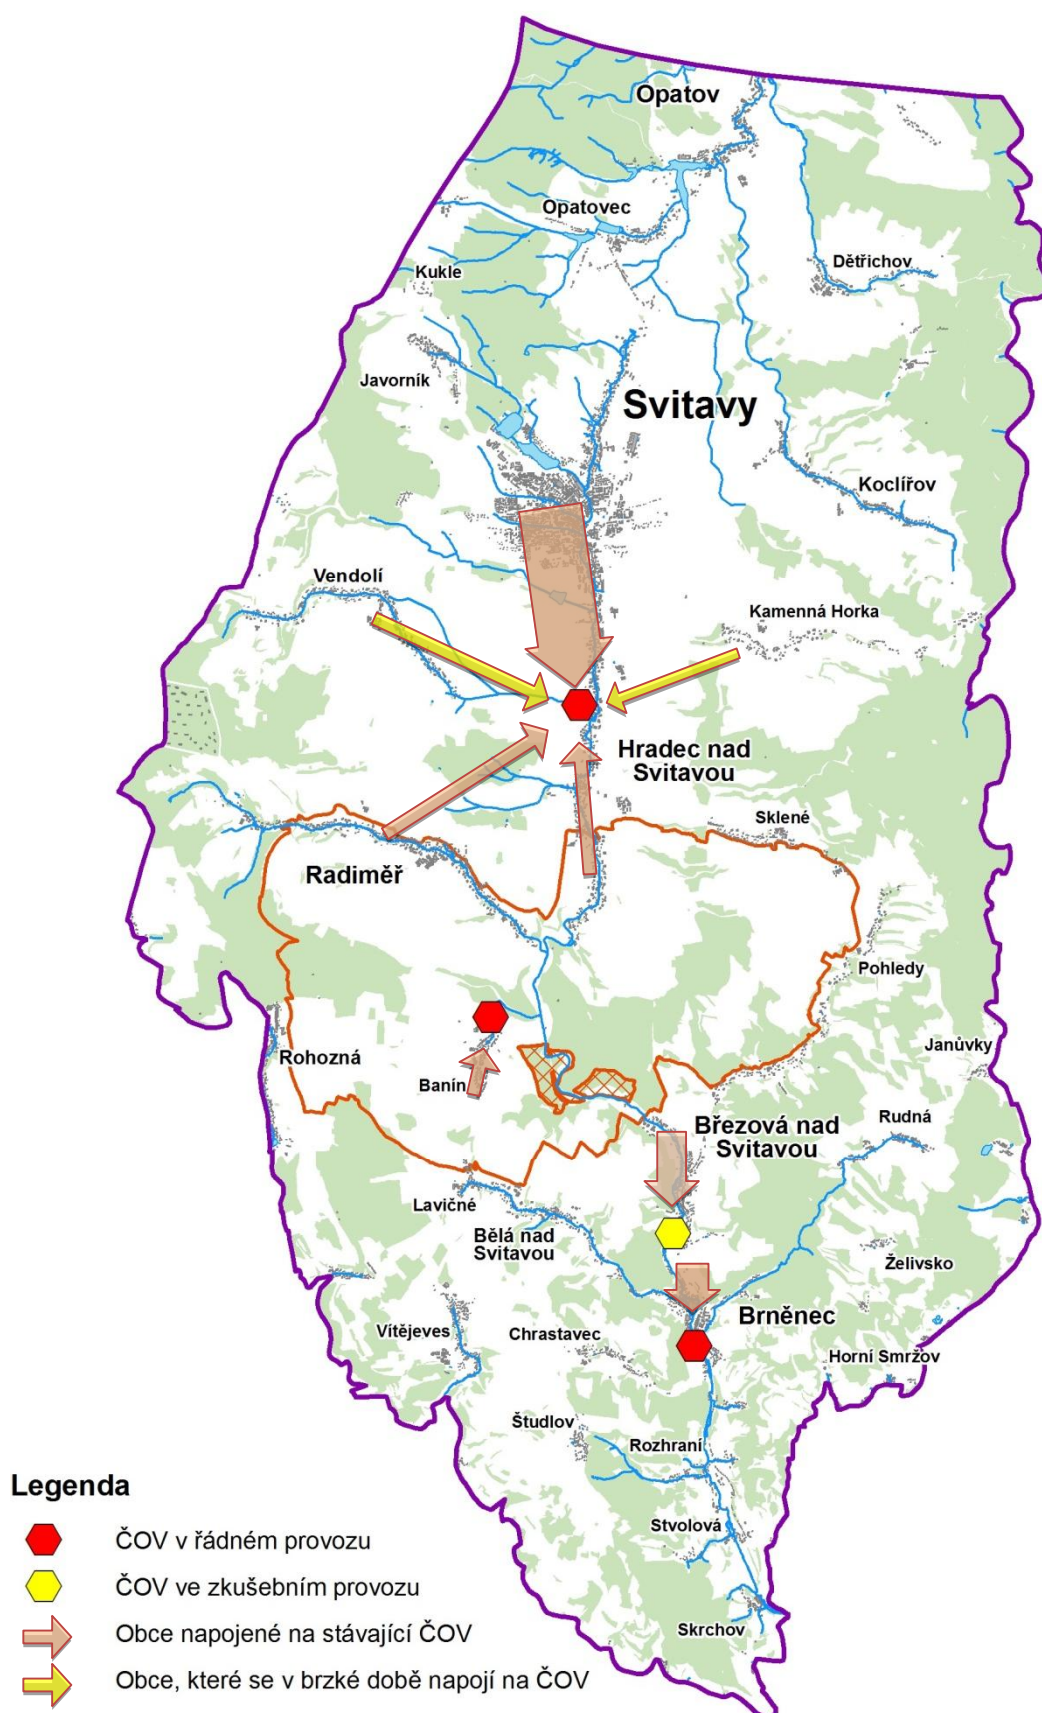 Opatov
Opatovec
Dětřichov
Kukle
Javorník
Svitavy
Koclířov
Vendolí
Kamenná Horka
Hradec nad
Svitavou
Sklené
Radiměř
Pohledy
Rohozná
Janůvky
Banín
Březová nad
Svitavou
Rudná
Lavičné
Bělá nad
Svitavou
Želivsko
Brněnec
Vítějeves
Chrastavec
Horní Smržov
Študlov
Rozhraní
Legenda
Stvolová
ČOV v řádném provozu
ČOV ve zkušebním provozu
Skrchov
Obce napojené na stávající ČOV
Obce, které se v brzké době napojí na ČOV